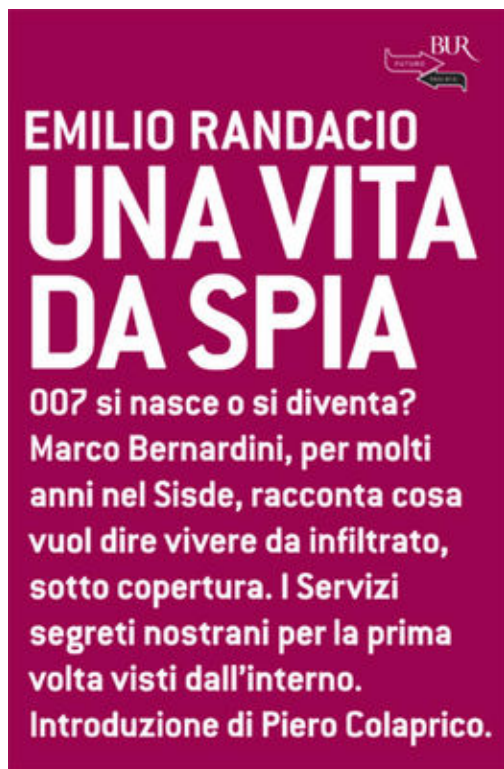 BUR
FUTURO
PASSATO
EMILIO RANDACIO
UNA VITA
DA SPIA
007 si nasce o si diventa?
Marco Bernardini, per molti
anni nel Sisde, racconta cosa
vuol dire vivere da infiltrato,
sotto copertura. I Servizi
segreti nostrani per la prima
volta visti dall'interno.
Introduzione di Piero Colaprico.